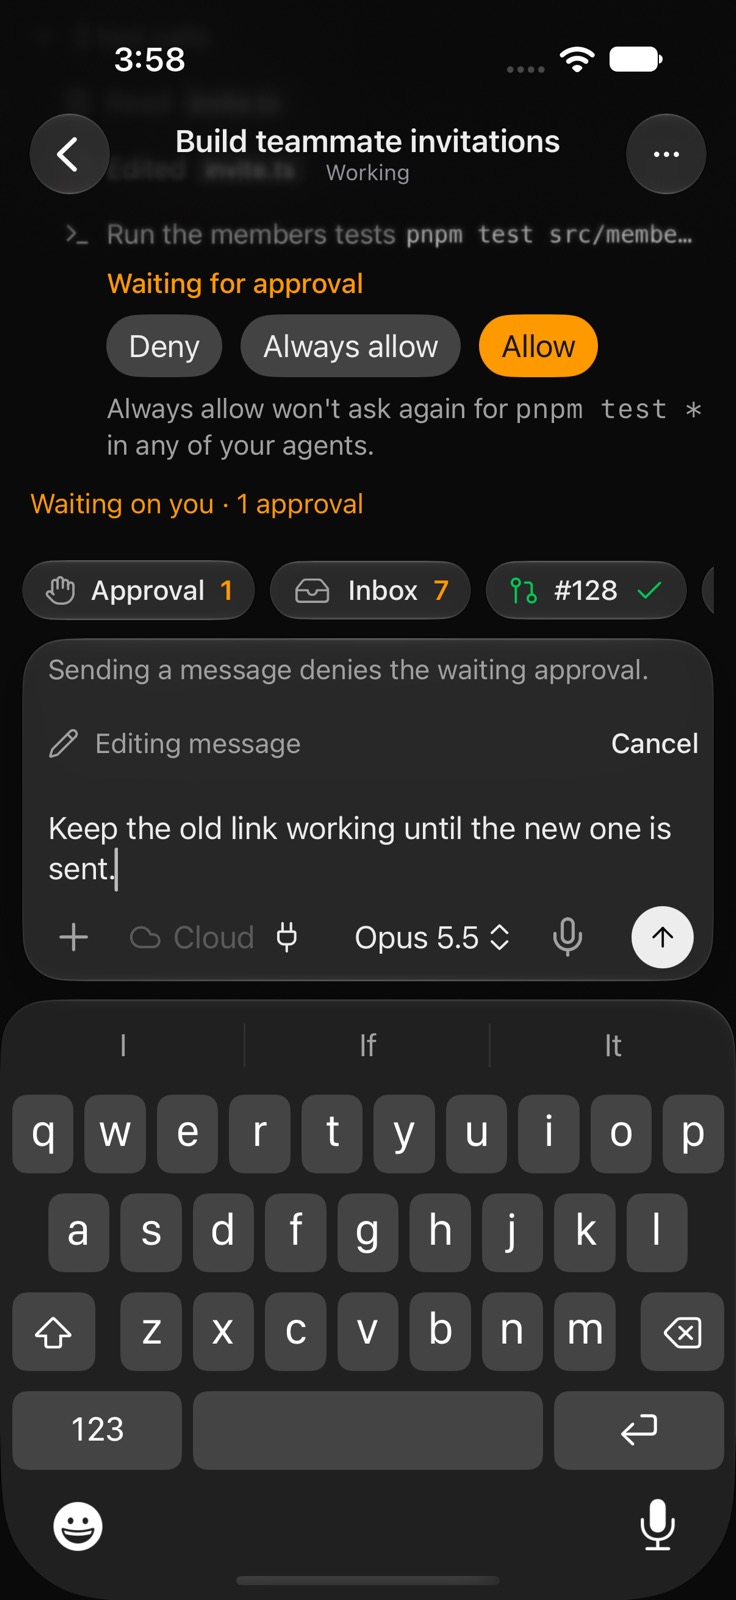 3:58
Build teammate invitations
Working
Edited invite.ts
Run the members tests pnpm test src/membe…
Waiting for approval
Deny
Always allow
Allow
Always allow won't ask again for pnpm test *
in any of your agents.
Waiting on you · 1 approval
Approval 1
Inbox 7
#128
Sending a message denies the waiting approval.
Editing message
Cancel
Keep the old link working until the new one is
sent.
Cloud
Opus 5.5
I
If
It
q w e r t y u i o p
a s d f g h j k l
z x c v b n m
123